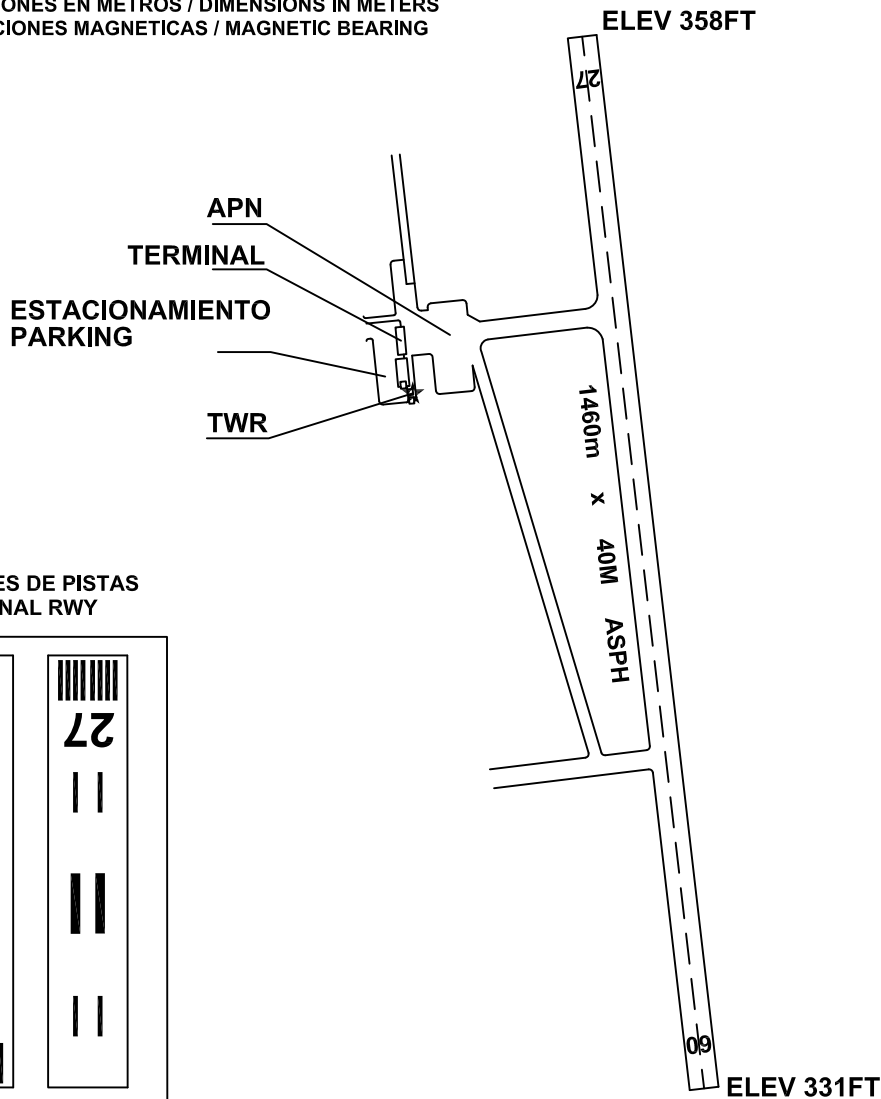 ONES EN METROS / DIMENSIONS IN METERS
CIONES MAGNETICAS / MAGNETIC BEARING
ELEV 358FT
27
APN
TERMINAL
ESTACIONAMIENTO
PARKING
TWR
1460m x 40M ASPH
ES DE PISTAS
NAL RWY
27
09
ELEV 331FT